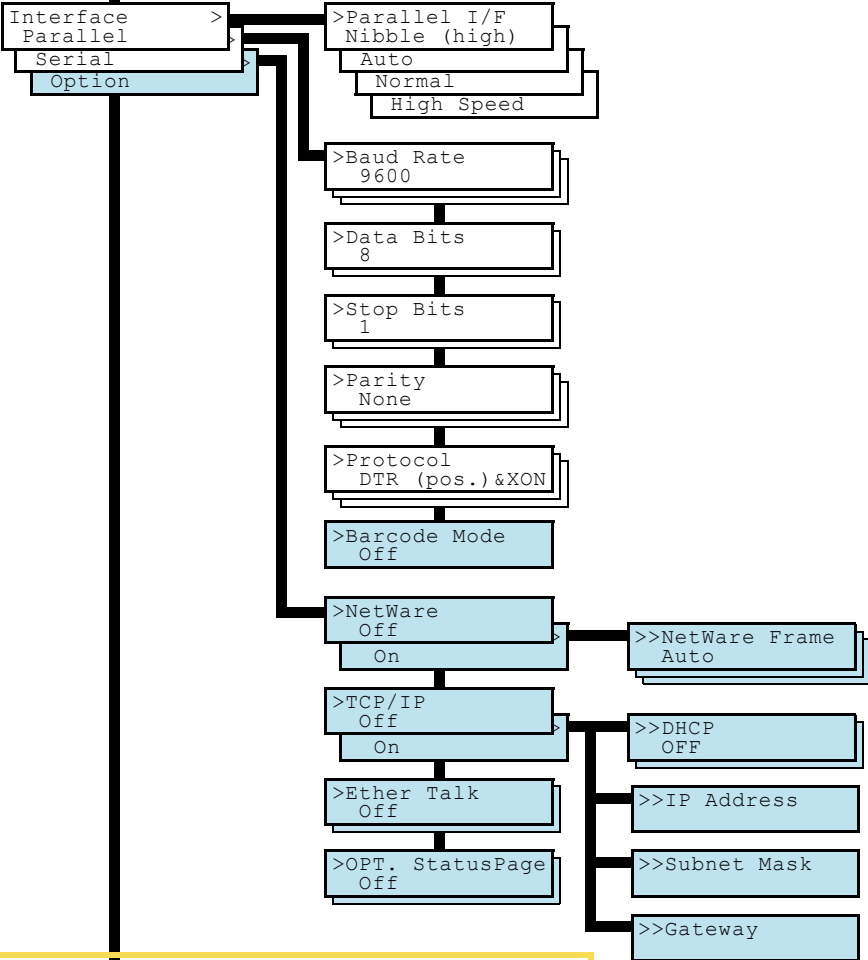 Interface >
Parallel >
Serial >
Option
>Parallel I/F
Nibble (high)
Auto
Normal
High Speed
>Baud Rate
9600
>Data Bits
8
>Stop Bits
1
>Parity
None
>Protocol
DTR (pos.)&XON
>Barcode Mode
Off
>NetWare
Off >
On
>>NetWare Frame
Auto
>TCP/IP
Off >
On
>>DHCP
OFF
>>IP Address
>>Subnet Mask
>>Gateway
>Ether Talk
Off
>OPT. StatusPage
Off